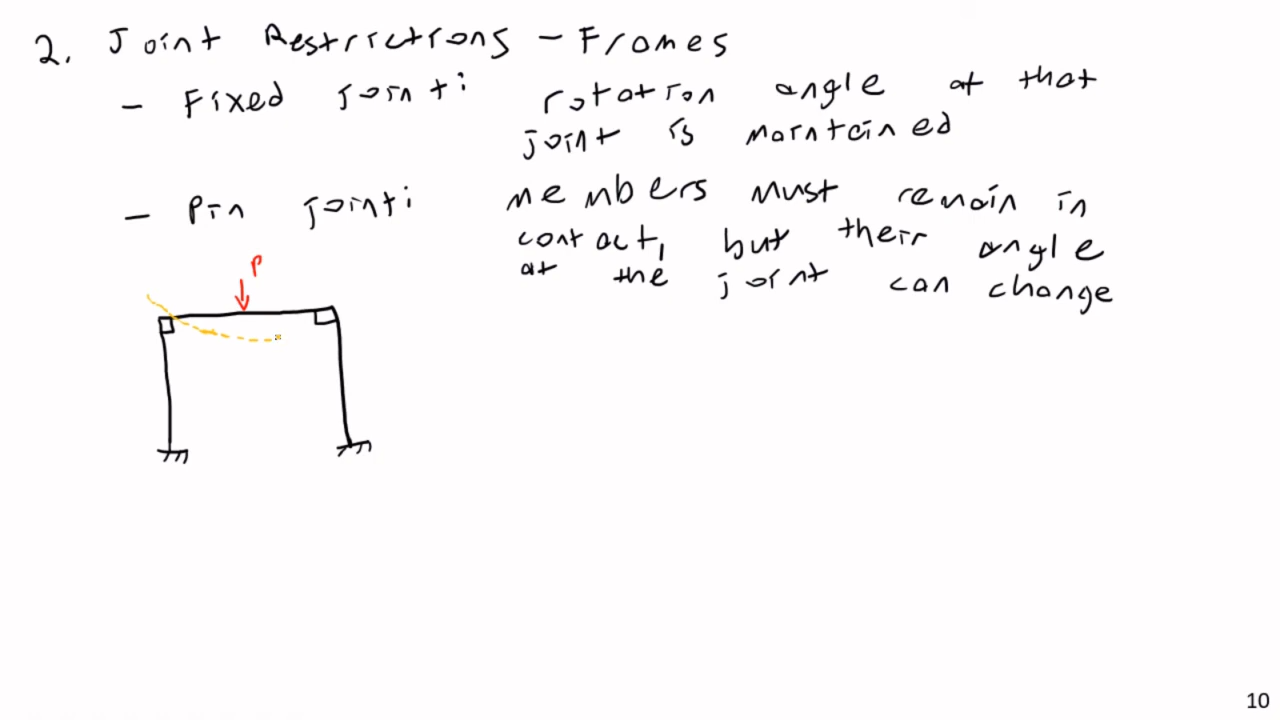 2. Joint Restrictions - Frames
- Fixed joint: rotation angle at that
joint is maintained
- Pin joint: members must remain in
contact, but their angle
at the joint can change
P
10